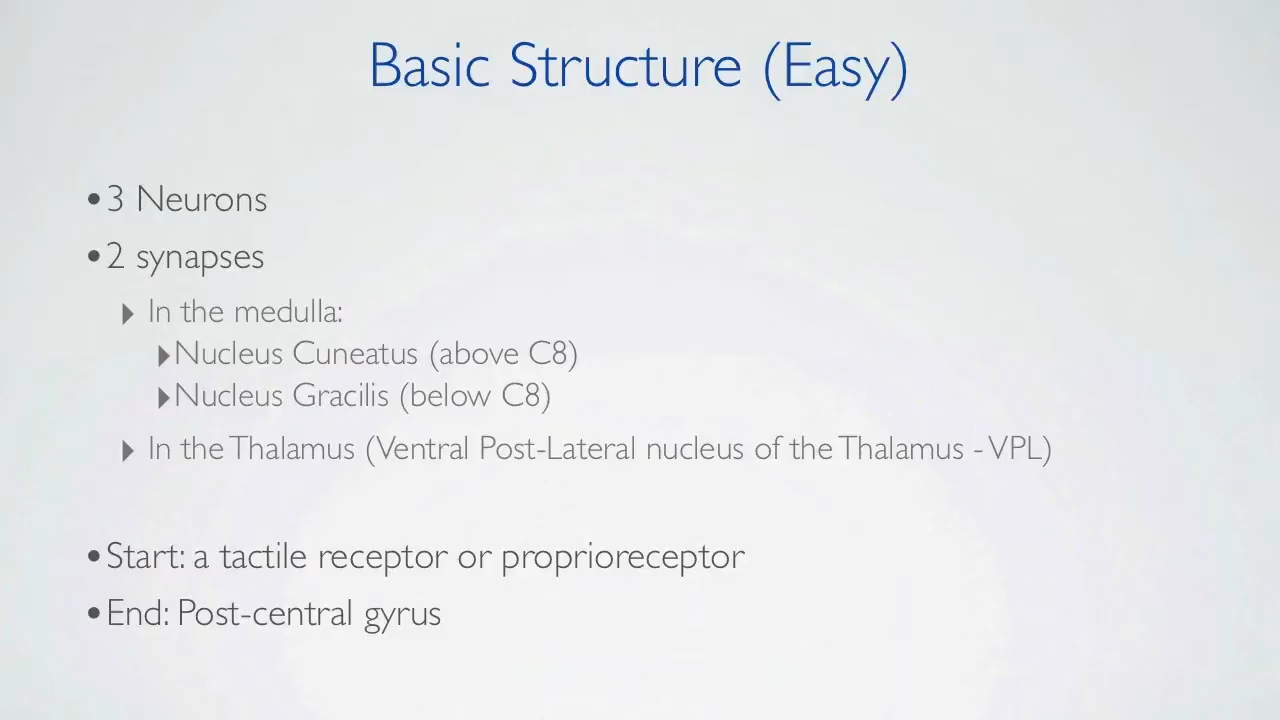 Basic Structure (Easy)
•3 Neurons
•2 synapses
▸ In the medulla:
▸Nucleus Cuneatus (above C8)
▸Nucleus Gracilis (below C8)
▸ In the Thalamus (Ventral Post-Lateral nucleus of the Thalamus - VPL)
•Start: a tactile receptor or proprioreceptor
•End: Post-central gyrus